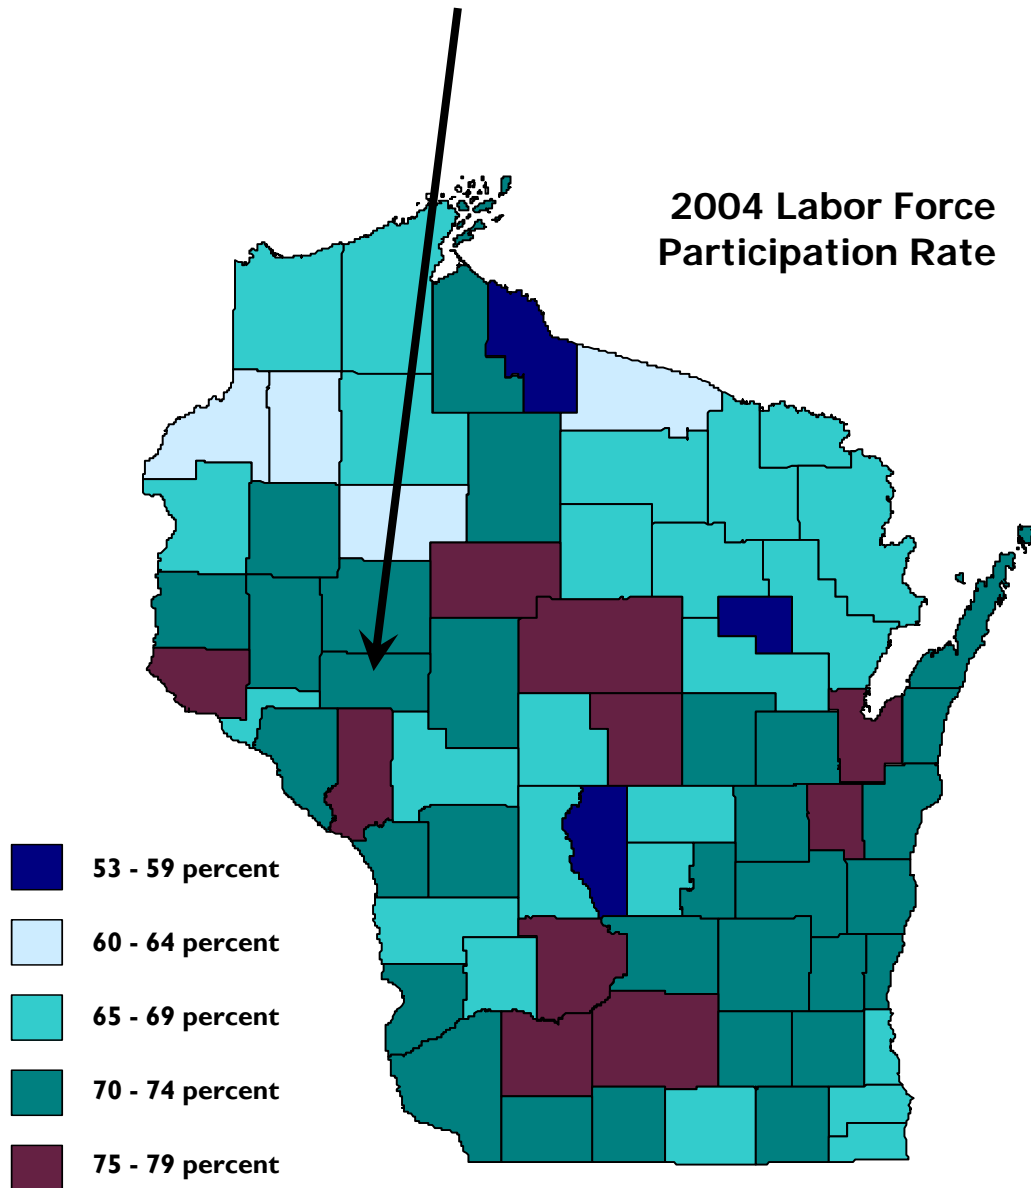 2004 Labor Force
Participation Rate
53 - 59 percent
60 - 64 percent
65 - 69 percent
70 - 74 percent
75 - 79 percent